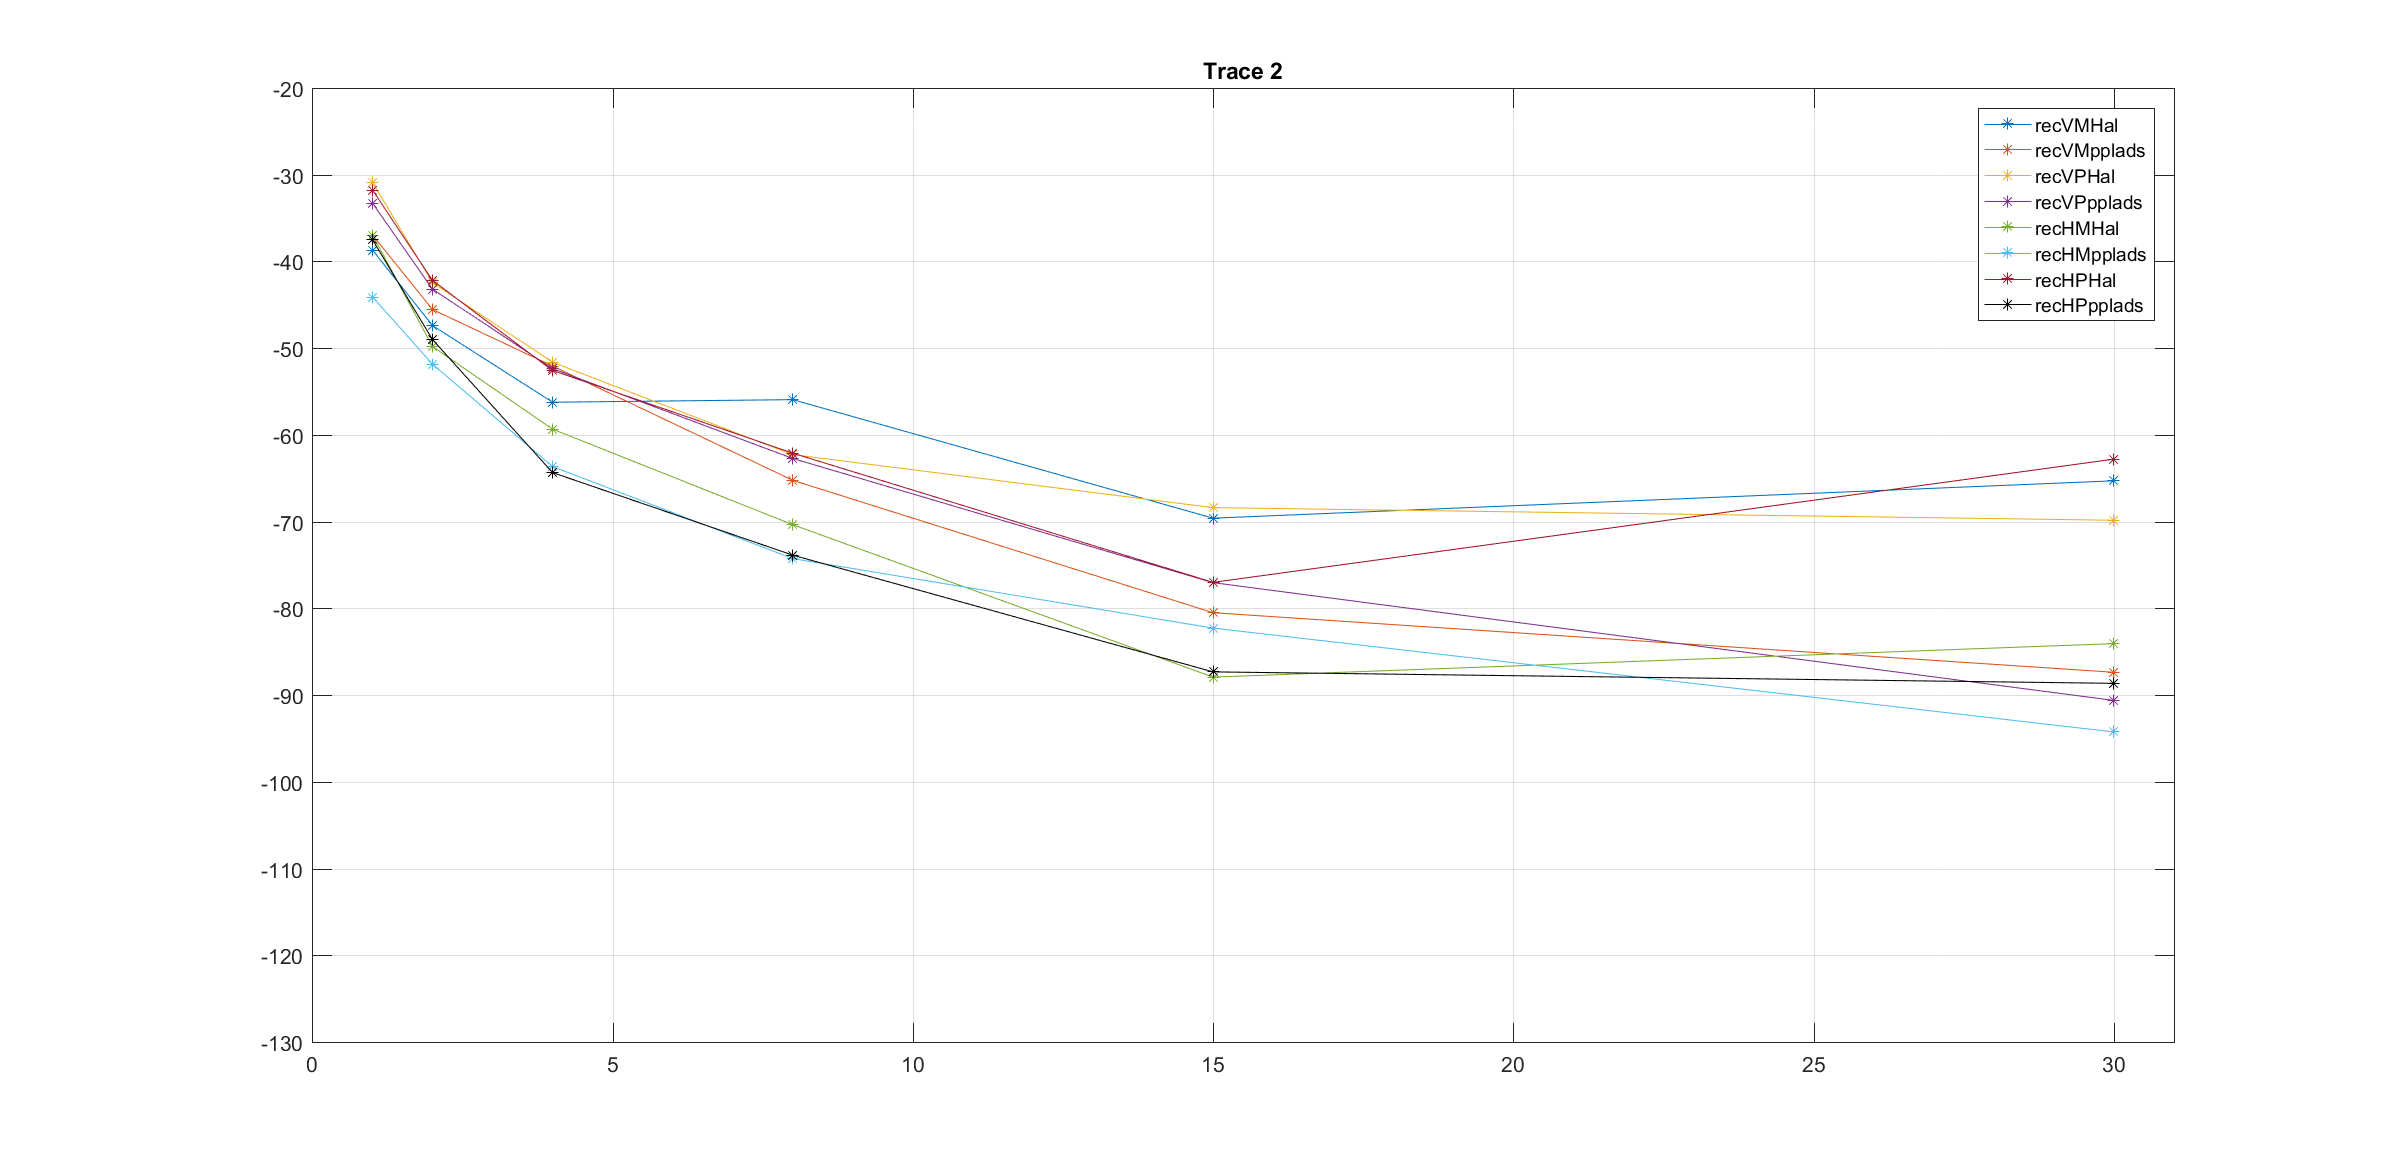 Trace 2
-20
-30
-40
-50
-60
-70
-80
-90
-100
-110
-120
-130
0 5 10 15 20 25 30
recVMHal
recVMpplads
recVPHal
recVPpplads
recHMHal
recHMpplads
recHPHal
recHPpplads